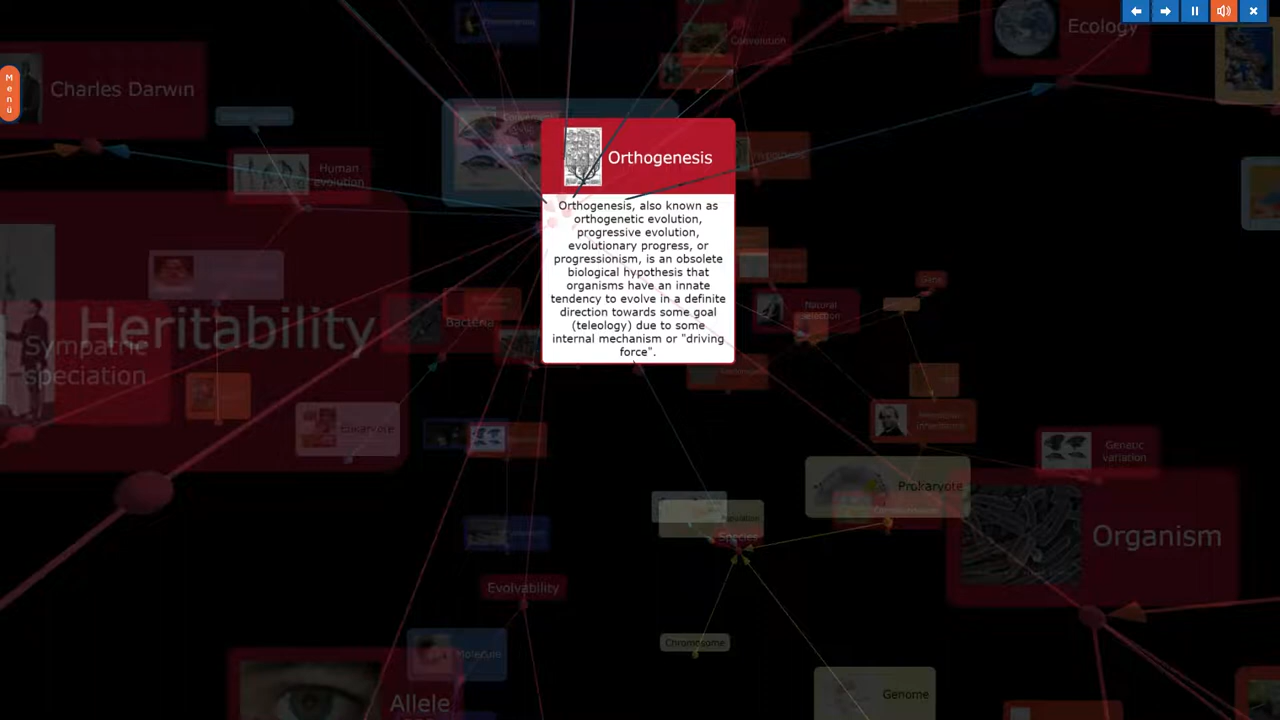 Ecology
Coevolution
Charles Darwin
M
e
n
ü
Human
evolution
Orthogenesis
Orthogenesis, also known as
orthogenetic evolution,
progressive evolution,
evolutionary progress, or
progressionism, is an obsolete
biological hypothesis that
organisms have an innate
tendency to evolve in a definite
direction towards some goal
(teleology) due to some
internal mechanism or "driving
force".
Natural
selection
Bacteria
Heritability
Sympatric
speciation
Eukaryote
Genetic
variation
Prokaryote
Population
Species
Organism
Evolvability
Chromosome
Molecule
Genome
Allele